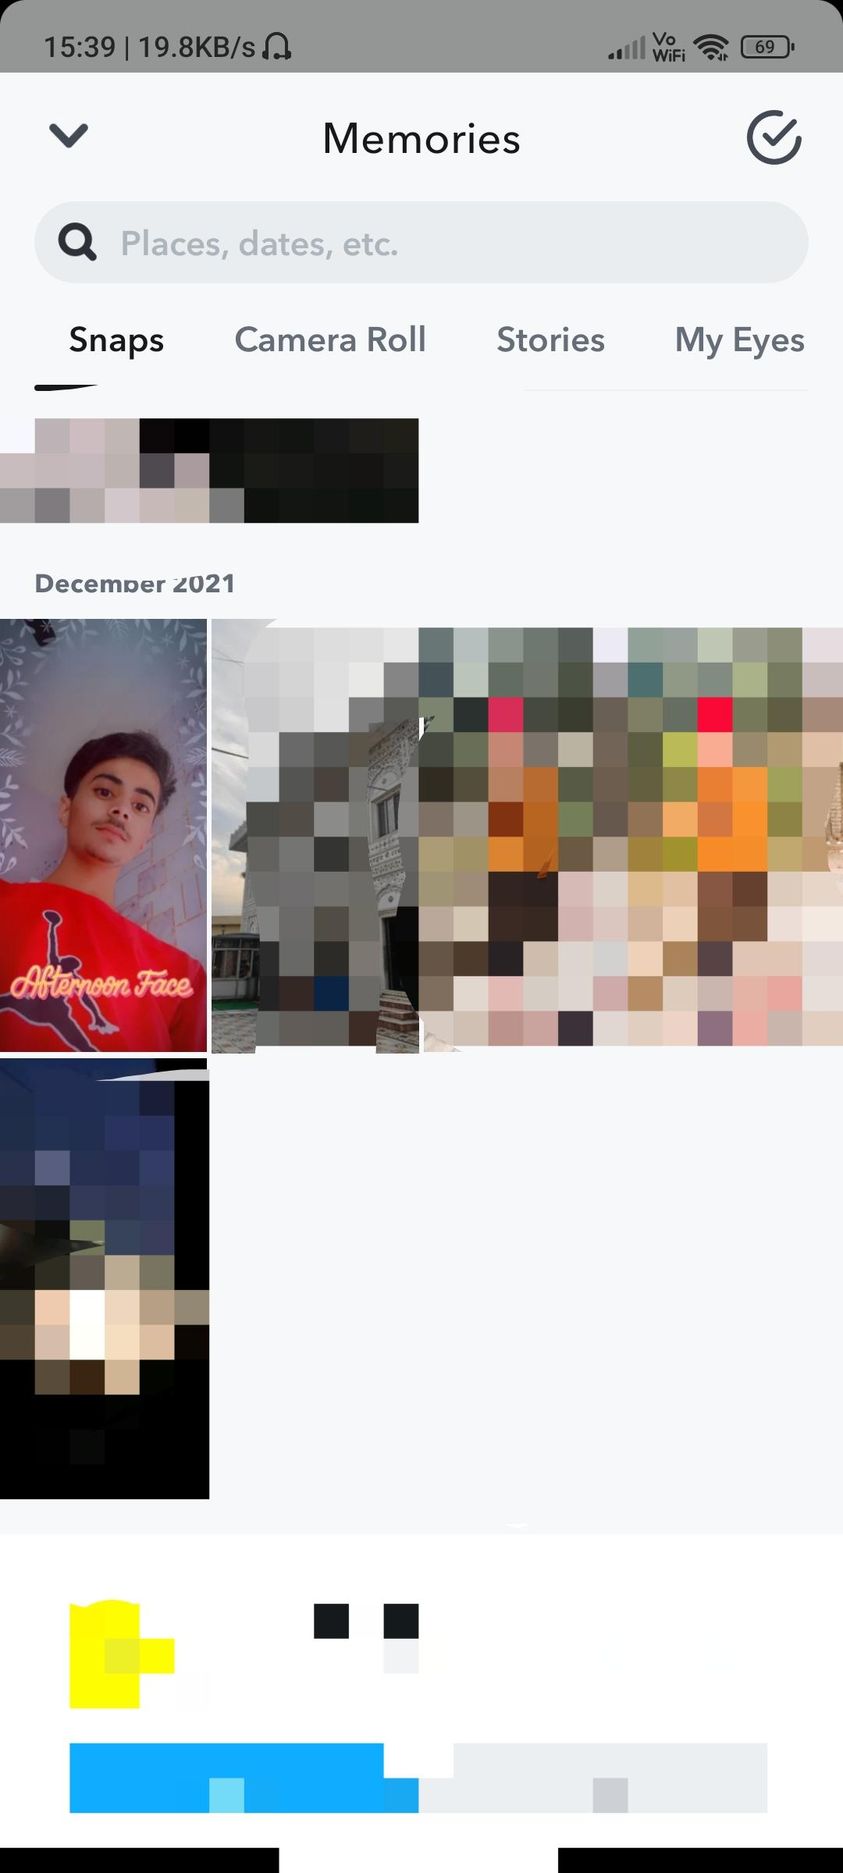 15:39 | 19.8KB/s
Vo
WiFi
69
Memories
Places, dates, etc.
Snaps Camera Roll Stories My Eyes
December 2021
Afternoon Face